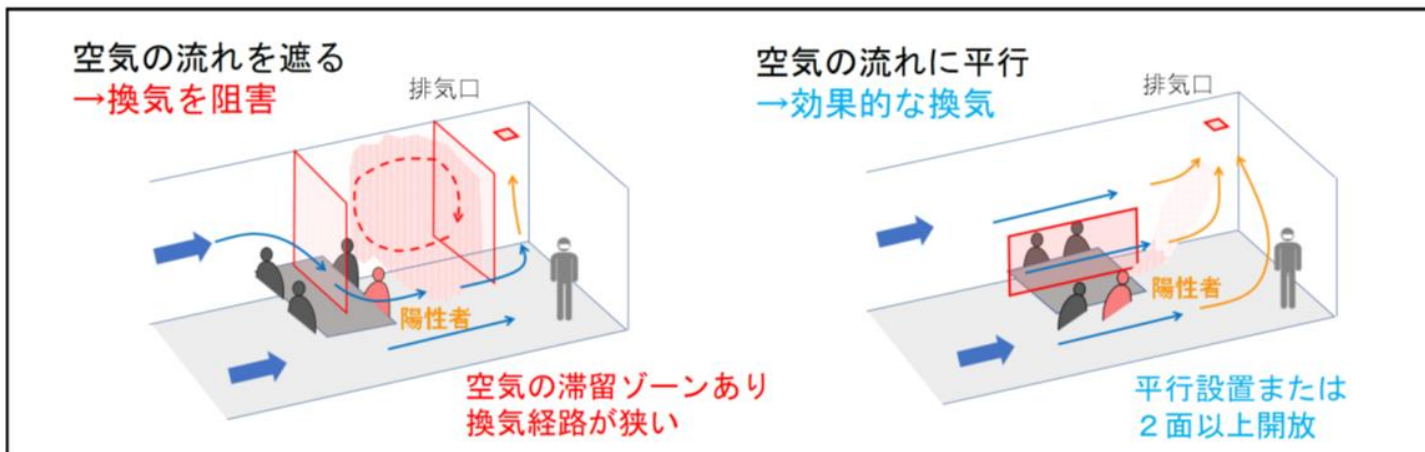 空気の流れを遮る
→換気を阻害
排気口
陽性者
空気の滞留ゾーンあり
換気経路が狭い
空気の流れに平行
→効果的な換気
排気口
陽性者
平行設置または
２面以上開放